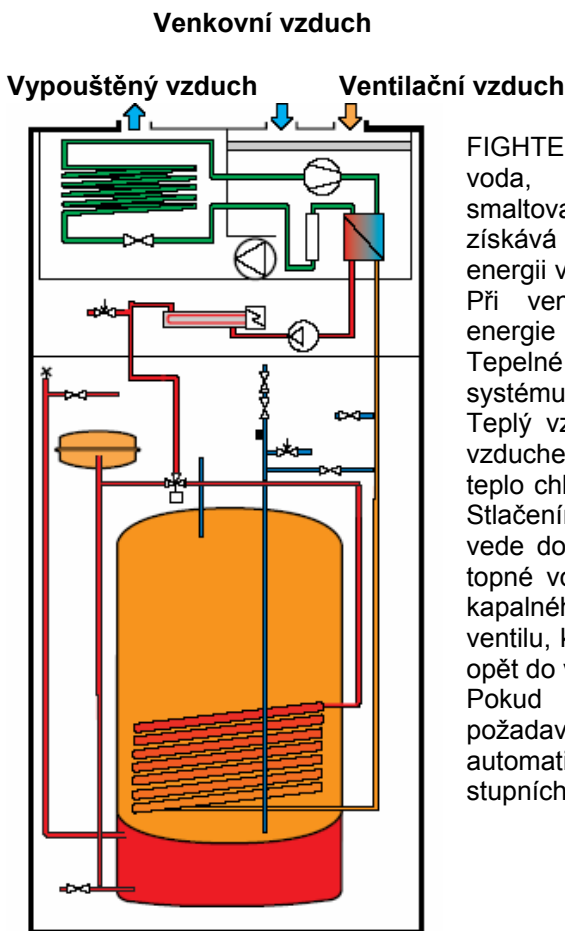 Venkovní vzduch
Vypouštěný vzduch
Ventilační vzduch
FIGHTE
voda,
smaltova
získává
energii v
Při ven
energie
Tepelné
systému
Teplý vz
vzduche
teplo chl
Stlačením
vede do
topné vo
kapalnéh
ventilu, k
opět do v
Pokud
požadav
automati
stupních